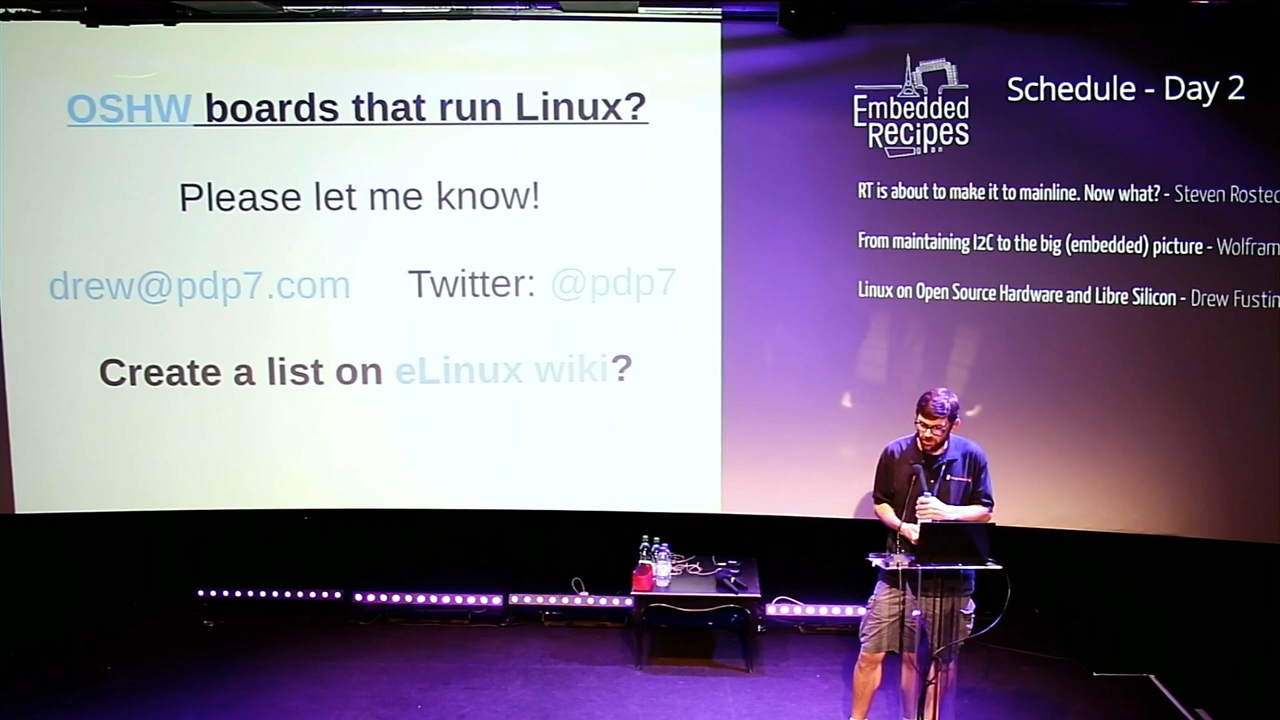 OSHW boards that run Linux?
Please let me know!
drew@pdp7.com Twitter: @pdp7
Create a list on eLinux wiki?
Embedded
Recipes
Schedule - Day 2
RT is about to make it to mainline. Now what? - Steven Rosted
From maintaining I2C to the big (embedded) picture - Wolfram
Linux on Open Source Hardware and Libre Silicon - Drew Fustin